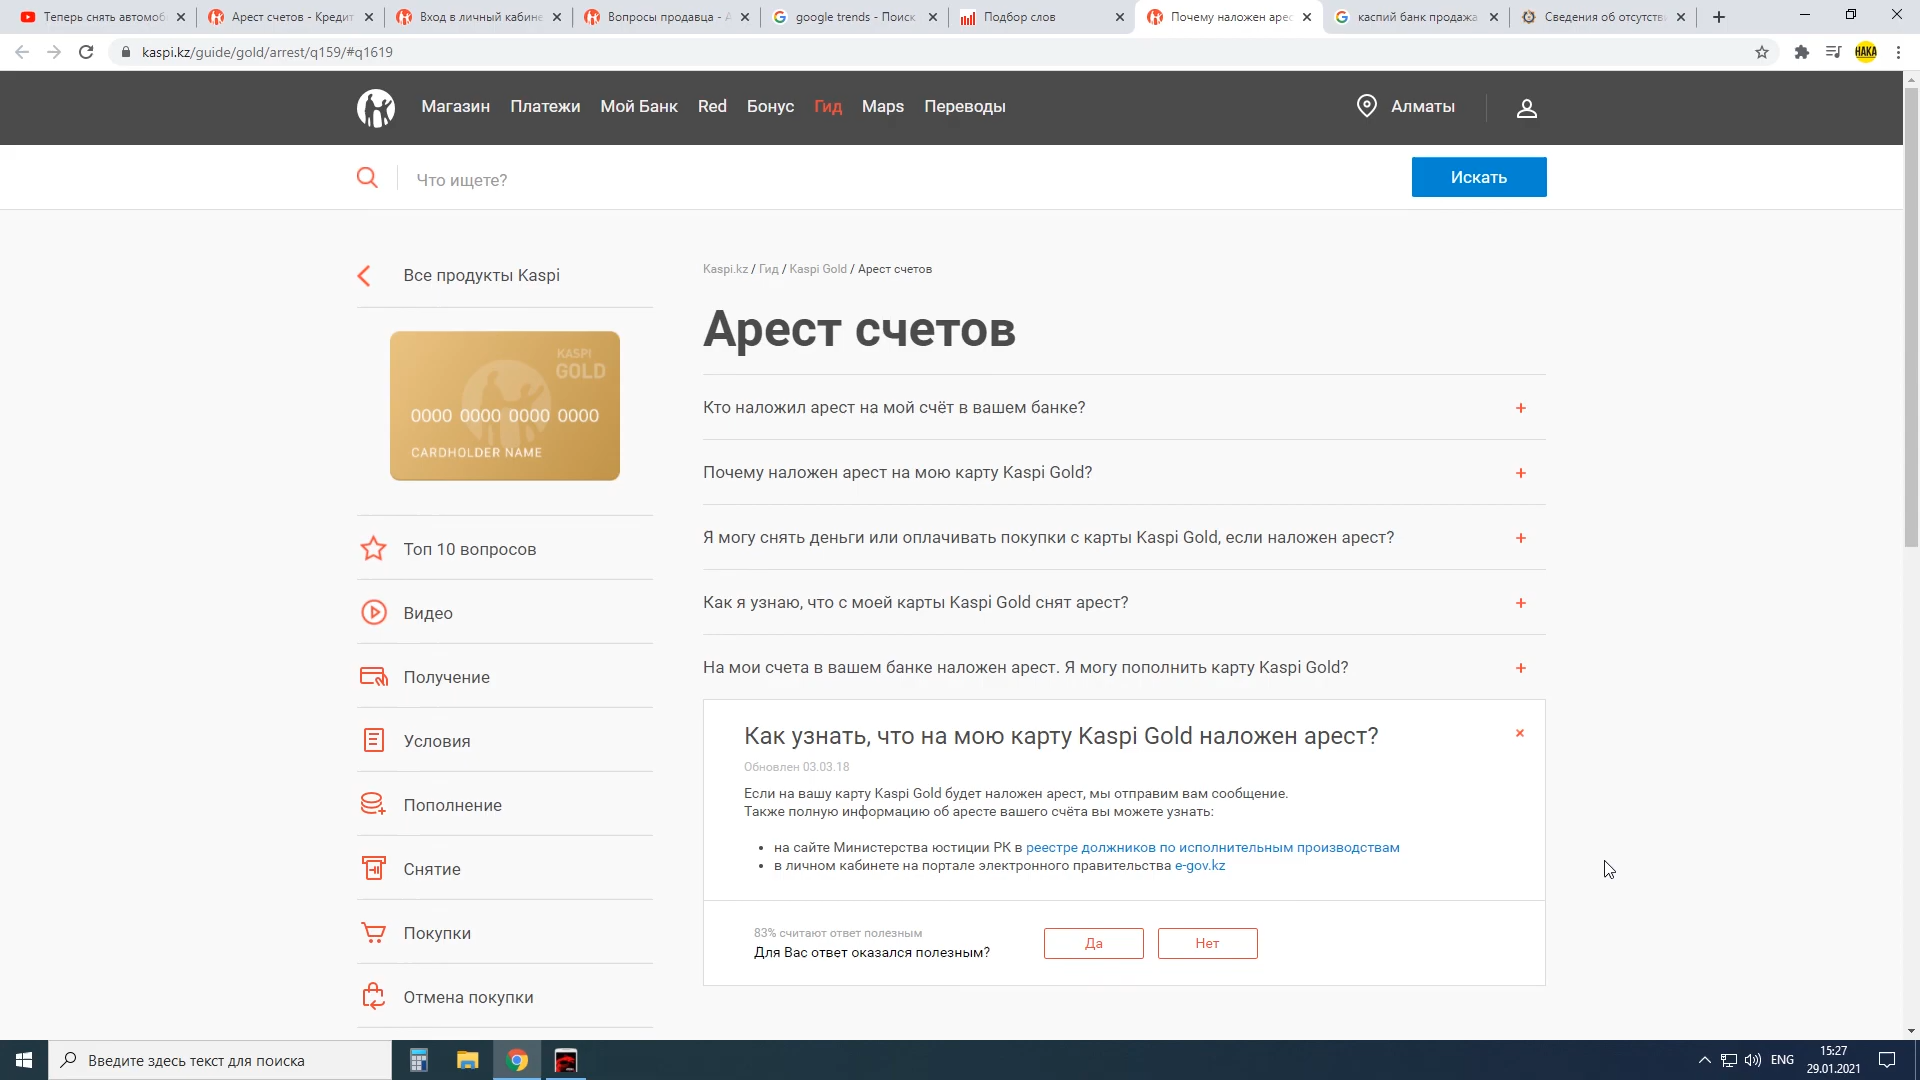 Теперь снять автомоб
Арест счетов - Кредит
Вход в личный кабине
Вопросы продавца - А
google trends - Поиск
Подбор слов
Почему наложен арес
каспий банк продажа
Сведения об отсутств
kaspi.kz/guide/gold/arrest/q159/#q1619
НАКА
Магазин Платежи Мой Банк Red Бонус Гид Maps Переводы
Алматы
Что ищете?
Искать
Все продукты Kaspi
KASPI
GOLD
0000 0000 0000 0000
CARDHOLDER NAME
Топ 10 вопросов
Видео
Получение
Условия
Пополнение
Снятие
Покупки
Отмена покупки
Kaspi.kz / Гид / Kaspi Gold / Арест счетов
Арест счетов
Кто наложил арест на мой счёт в вашем банке?
Почему наложен арест на мою карту Kaspi Gold?
Я могу снять деньги или оплачивать покупки с карты Kaspi Gold, если наложен арест?
Как я узнаю, что с моей карты Kaspi Gold снят арест?
На мои счета в вашем банке наложен арест. Я могу пополнить карту Kaspi Gold?
Как узнать, что на мою карту Kaspi Gold наложен арест?
Обновлен 03.03.18
Если на вашу карту Kaspi Gold будет наложен арест, мы отправим вам сообщение.
Также полную информацию об аресте вашего счёта вы можете узнать:
• на сайте Министерства юстиции РК в реестре должников по исполнительным производствам
• в личном кабинете на портале электронного правительства e-gov.kz
83% считают ответ полезным
Для Вас ответ оказался полезным?
Да
Нет
Введите здесь текст для поиска
ENG
15:27
29.01.2021